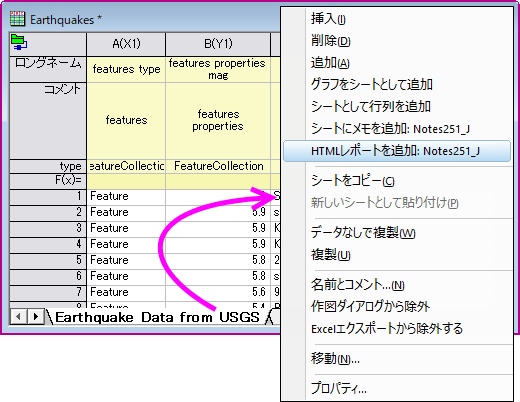 Earthquakes *
A(X1) B(Y1)
ロングネーム features type features properties mag
コメント features features properties
type eatureCollectio FeatureCollection
F(x)=
1 Feature S
2 Feature 5.9 s
3 Feature 5.9 K
4 Feature 5.9 K
5 Feature 5.8 2
6 Feature 5.8 s
7 Feature 5.6 9
8 Feature 5.4
Earthquake Data from USGS
挿入(I)
削除(D)
追加(A)
グラフをシートとして追加
シートとして行列を追加
シートにメモを追加: Notes251_J
HTMLレポートを追加: Notes251_J
シートをコピー(C)
新しいシートとして貼り付け(P)
データなしで複製(W)
複製(U)
名前とコメント...(N)
作図ダイアログから除外
Excelエクスポートから除外する
移動(N)...
プロパティ...